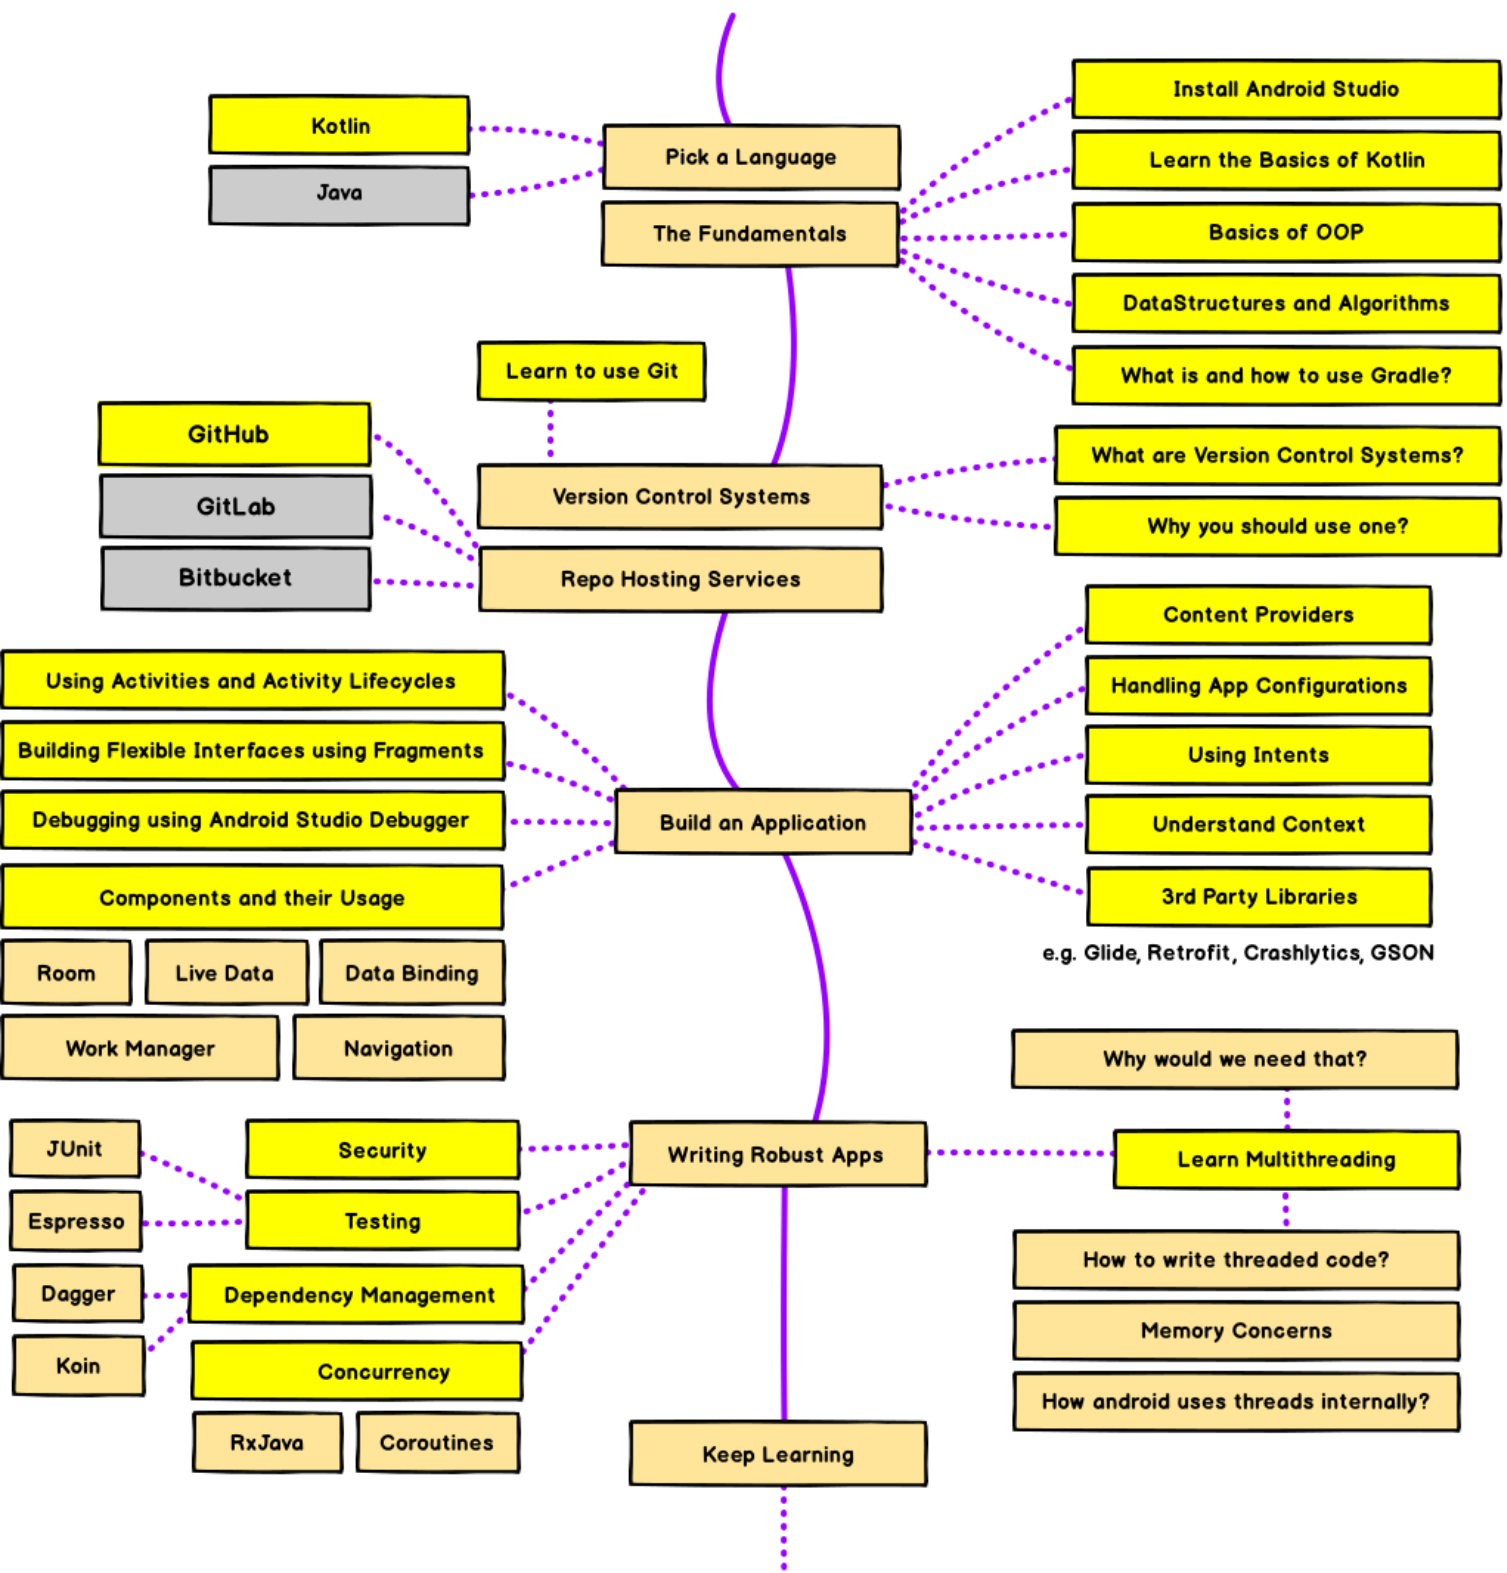 Kotlin
Java
Pick a Language
The Fundamentals
Install Android Studio
Learn the Basics of Kotlin
Basics of OOP
DataStructures and Algorithms
What is and how to use Gradle?
Learn to use Git
GitHub
GitLab
Bitbucket
Version Control Systems
Repo Hosting Services
What are Version Control Systems?
Why you should use one?
Using Activities and Activity Lifecycles
Building Flexible Interfaces using Fragments
Debugging using Android Studio Debugger
Components and their Usage
Room
Live Data
Data Binding
Work Manager
Navigation
Build an Application
Content Providers
Handling App Configurations
Using Intents
Understand Context
3rd Party Libraries
e.g. Glide, Retrofit, Crashlytics, GSON
JUnit
Espresso
Dagger
Koin
Security
Testing
Dependency Management
Concurrency
RxJava
Coroutines
Writing Robust Apps
Why would we need that?
Learn Multithreading
How to write threaded code?
Memory Concerns
How android uses threads internally?
Keep Learning